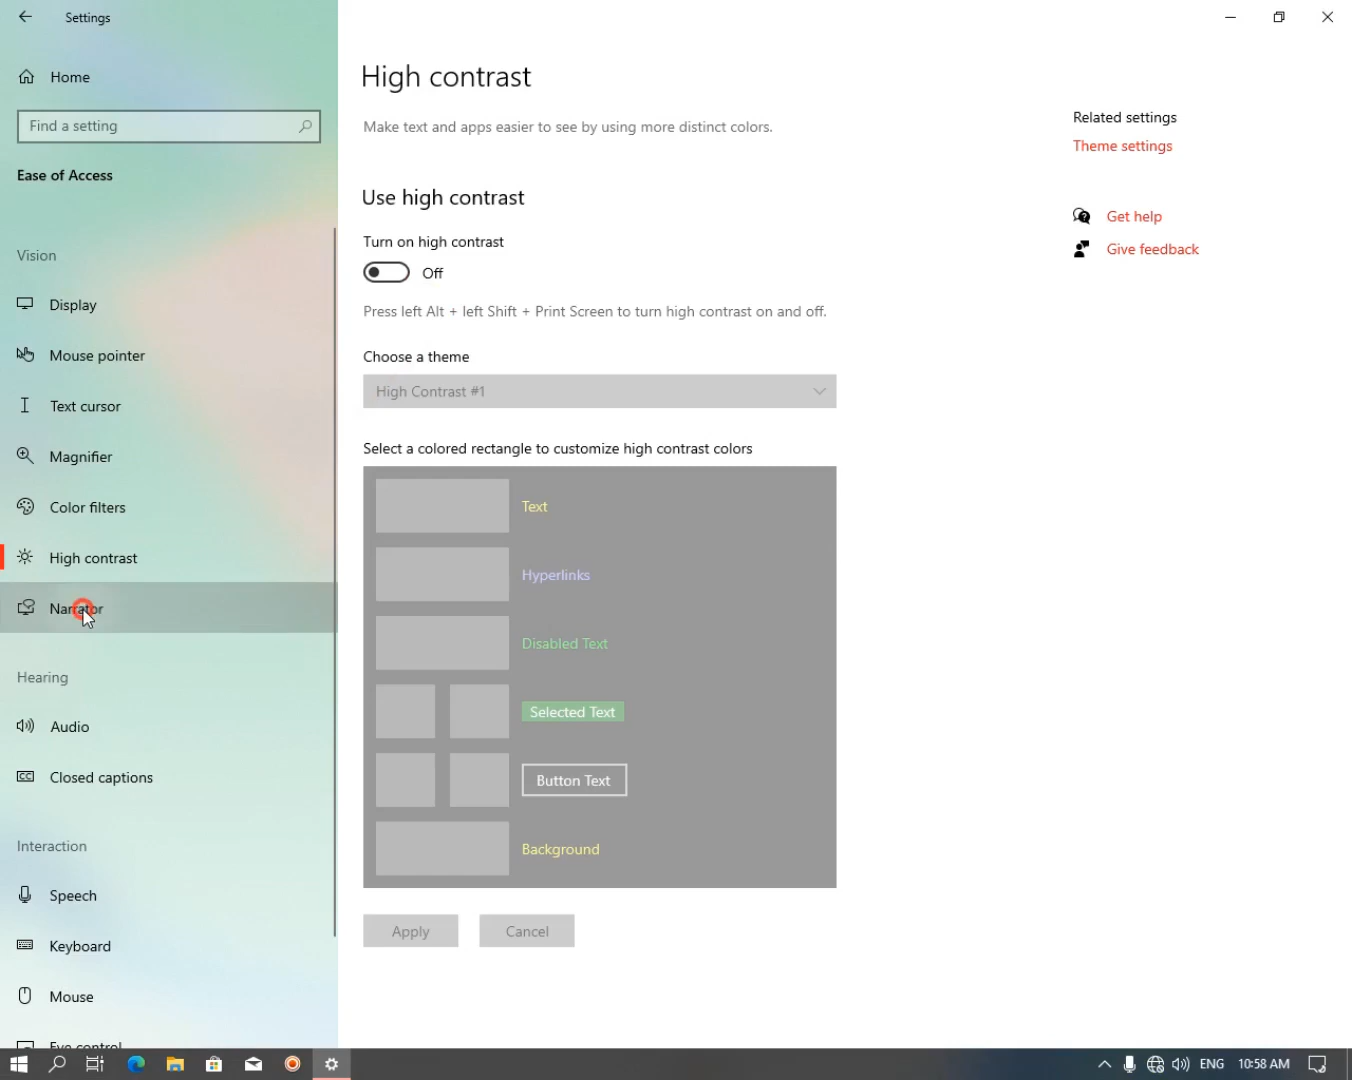 Settings
Home
Find a setting
Ease of Access
Vision
Display
Mouse pointer
Text cursor
Magnifier
Color filters
High contrast
Narrator
Hearing
Audio
Closed captions
Interaction
Speech
Keyboard
Mouse
Eye control
High contrast
Make text and apps easier to see by using more distinct colors.
Use high contrast
Turn on high contrast
Off
Press left Alt + left Shift + Print Screen to turn high contrast on and off.
Choose a theme
High Contrast #1
Select a colored rectangle to customize high contrast colors
Text
Hyperlinks
Disabled Text
Selected Text
Button Text
Background
Apply Cancel
Related settings
Theme settings
Get help
Give feedback
ENG 10:58 AM